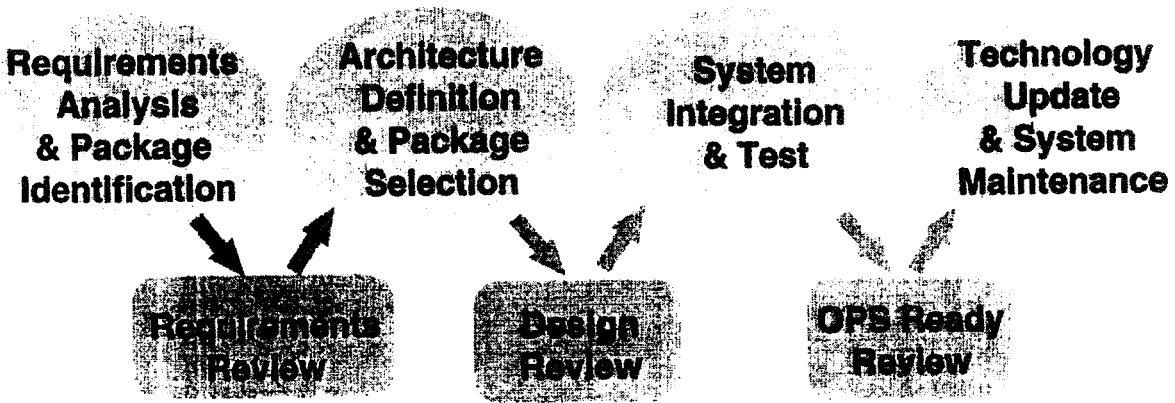 Requirements
Analysis
& Package
Identification
Architecture
Definition
& Package
Selection
System
Integration
& Test
Technology
Update
& System
Maintenance
Requirements
Review
Design
Review
OPS Ready
Review